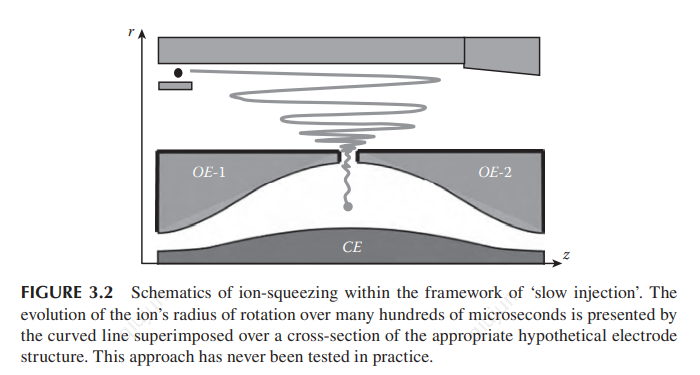 r
OE-1
OE-2
CE
z
FIGURE 3.2 Schematics of ion-squeezing within the framework of ‘slow injection’. The
evolution of the ion’s radius of rotation over many hundreds of microseconds is presented by
the curved line superimposed over a cross-section of the appropriate hypothetical electrode
structure. This approach has never been tested in practice.